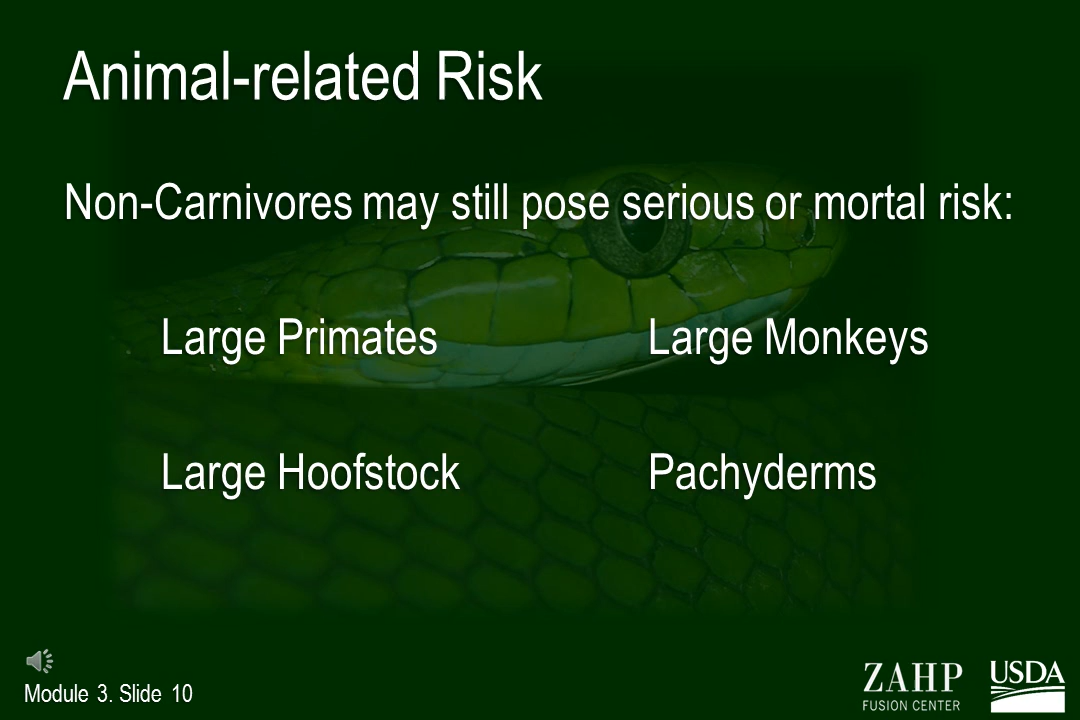 Animal-related Risk
Non-Carnivores may still pose serious or mortal risk:
Large Primates
Large Monkeys
Large Hoofstock
Pachyderms
Module 3. Slide 10
ZAHP
FUSION CENTER
USDA